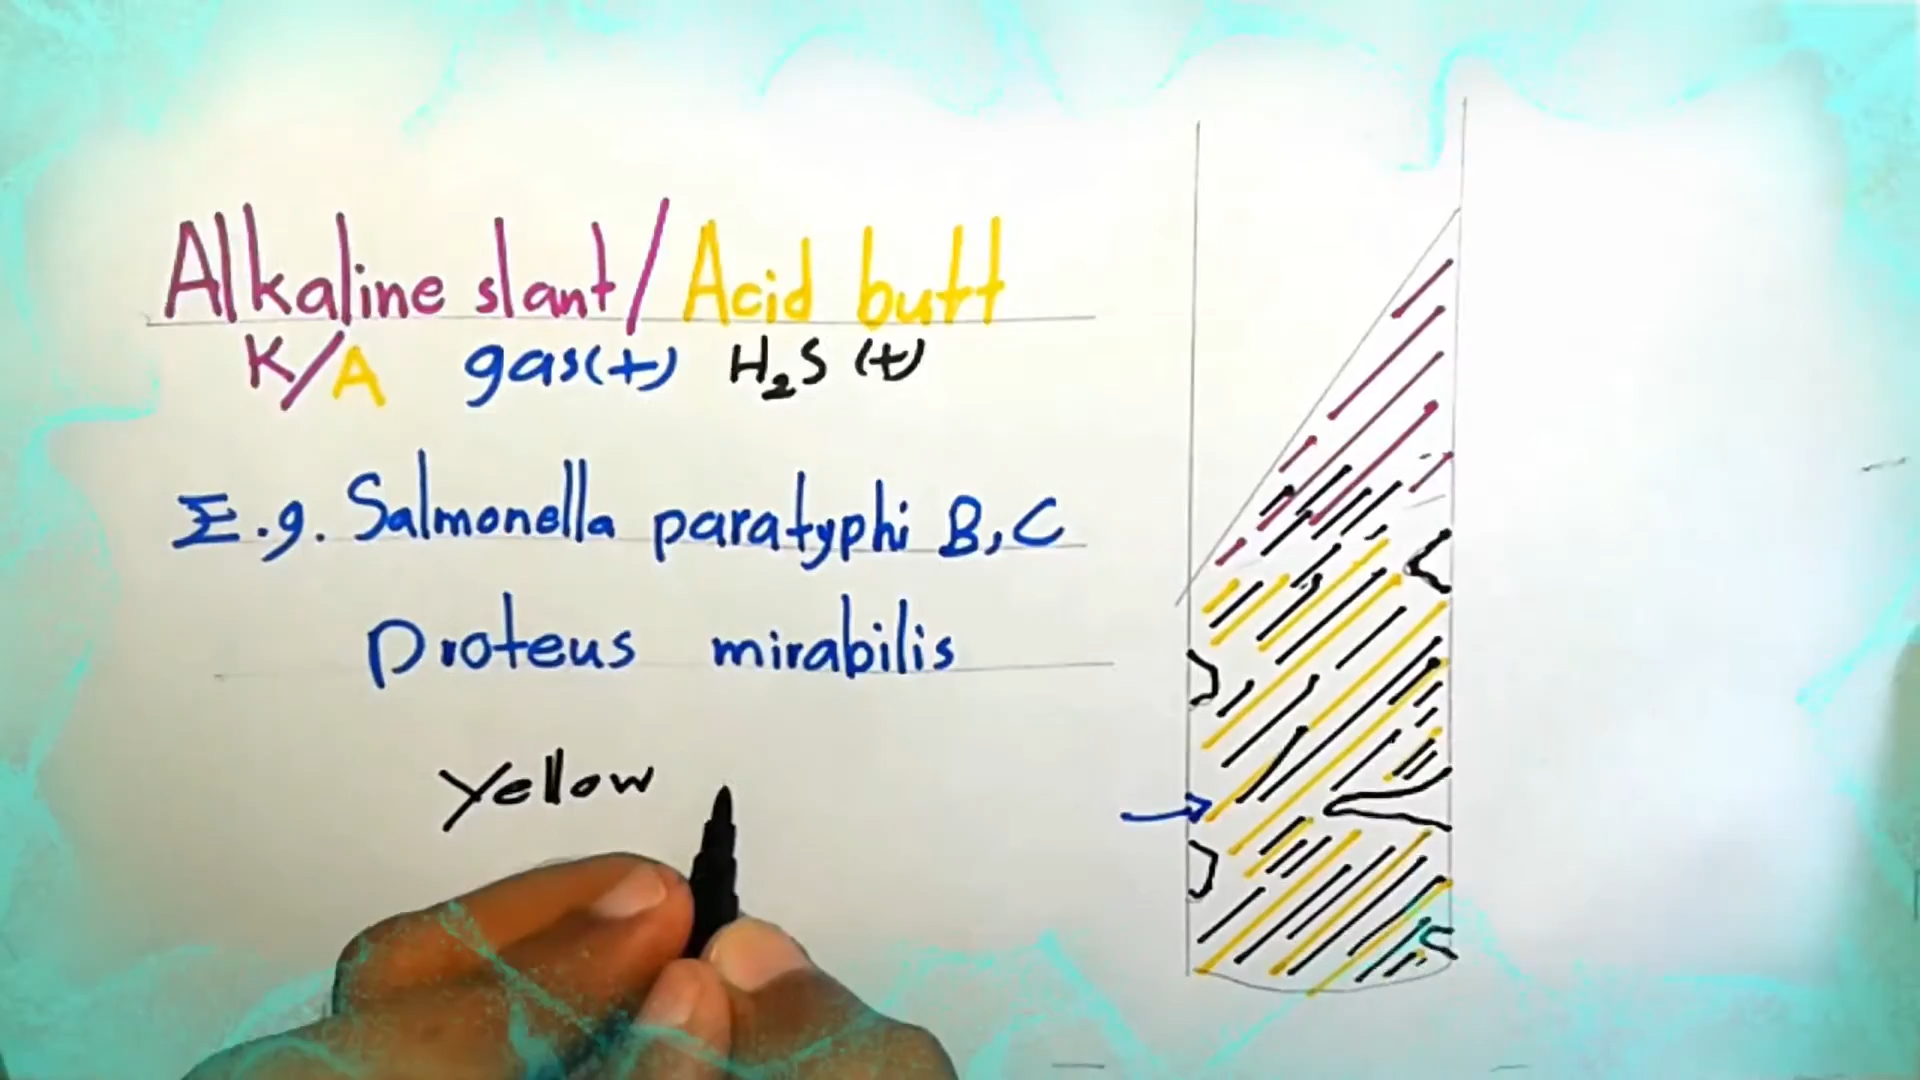 Alkaline slant/Acid butt
K/A gas(+) H₂S (+)
E.g. Salmonella paratyphi B, C
Proteus mirabilis
Yellow